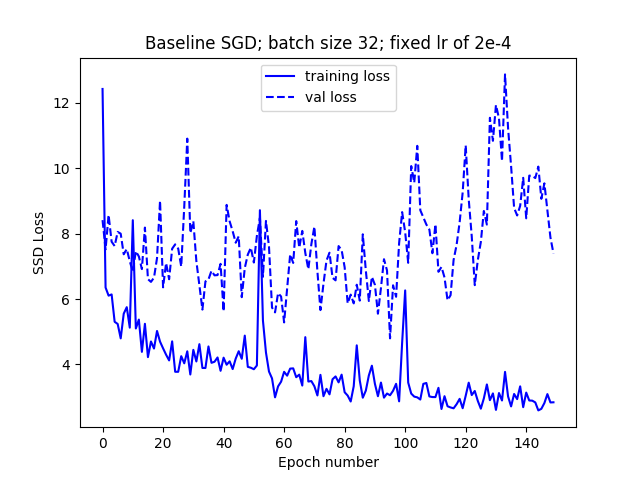 Baseline SGD; batch size 32; fixed lr of 2e-4
training loss
val loss
12
10
8
6
4
SSD Loss
0
20
40
60
80
100
120
140
Epoch number